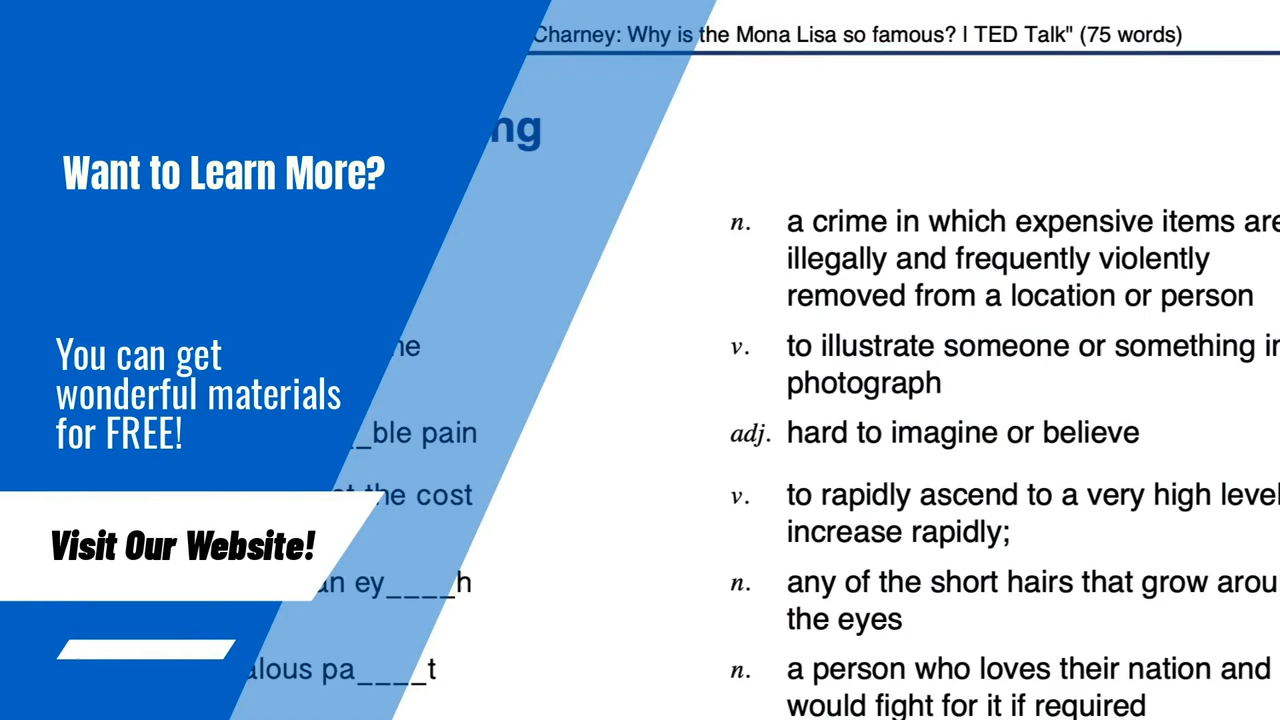 Charney: Why is the Mona Lisa so famous? | TED Talk" (75 words)
ng
Want to Learn More?
You can get
wonderful materials
for FREE!
Visit Our Website!
n. a crime in which expensive items are
illegally and frequently violently
removed from a location or person
he v. to illustrate someone or something in
photograph
_ble pain adj. hard to imagine or believe
the cost v. to rapidly ascend to a very high level
increase rapidly;
an ey____h n. any of the short hairs that grow arou
the eyes
alous pa____t n. a person who loves their nation and
would fight for it if required